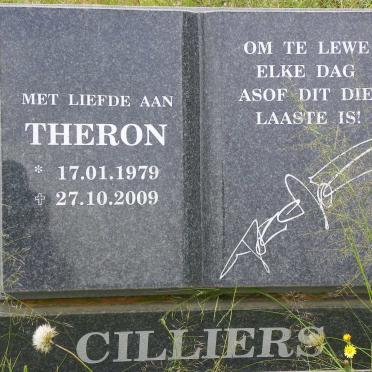 MET LIEFDE AAN
THERON
* 17.01.1979
✝ 27.10.2009
OM TE LEWE
ELKE DAG
ASOF DIT DIE
LAASTE IS!
CILLIERS